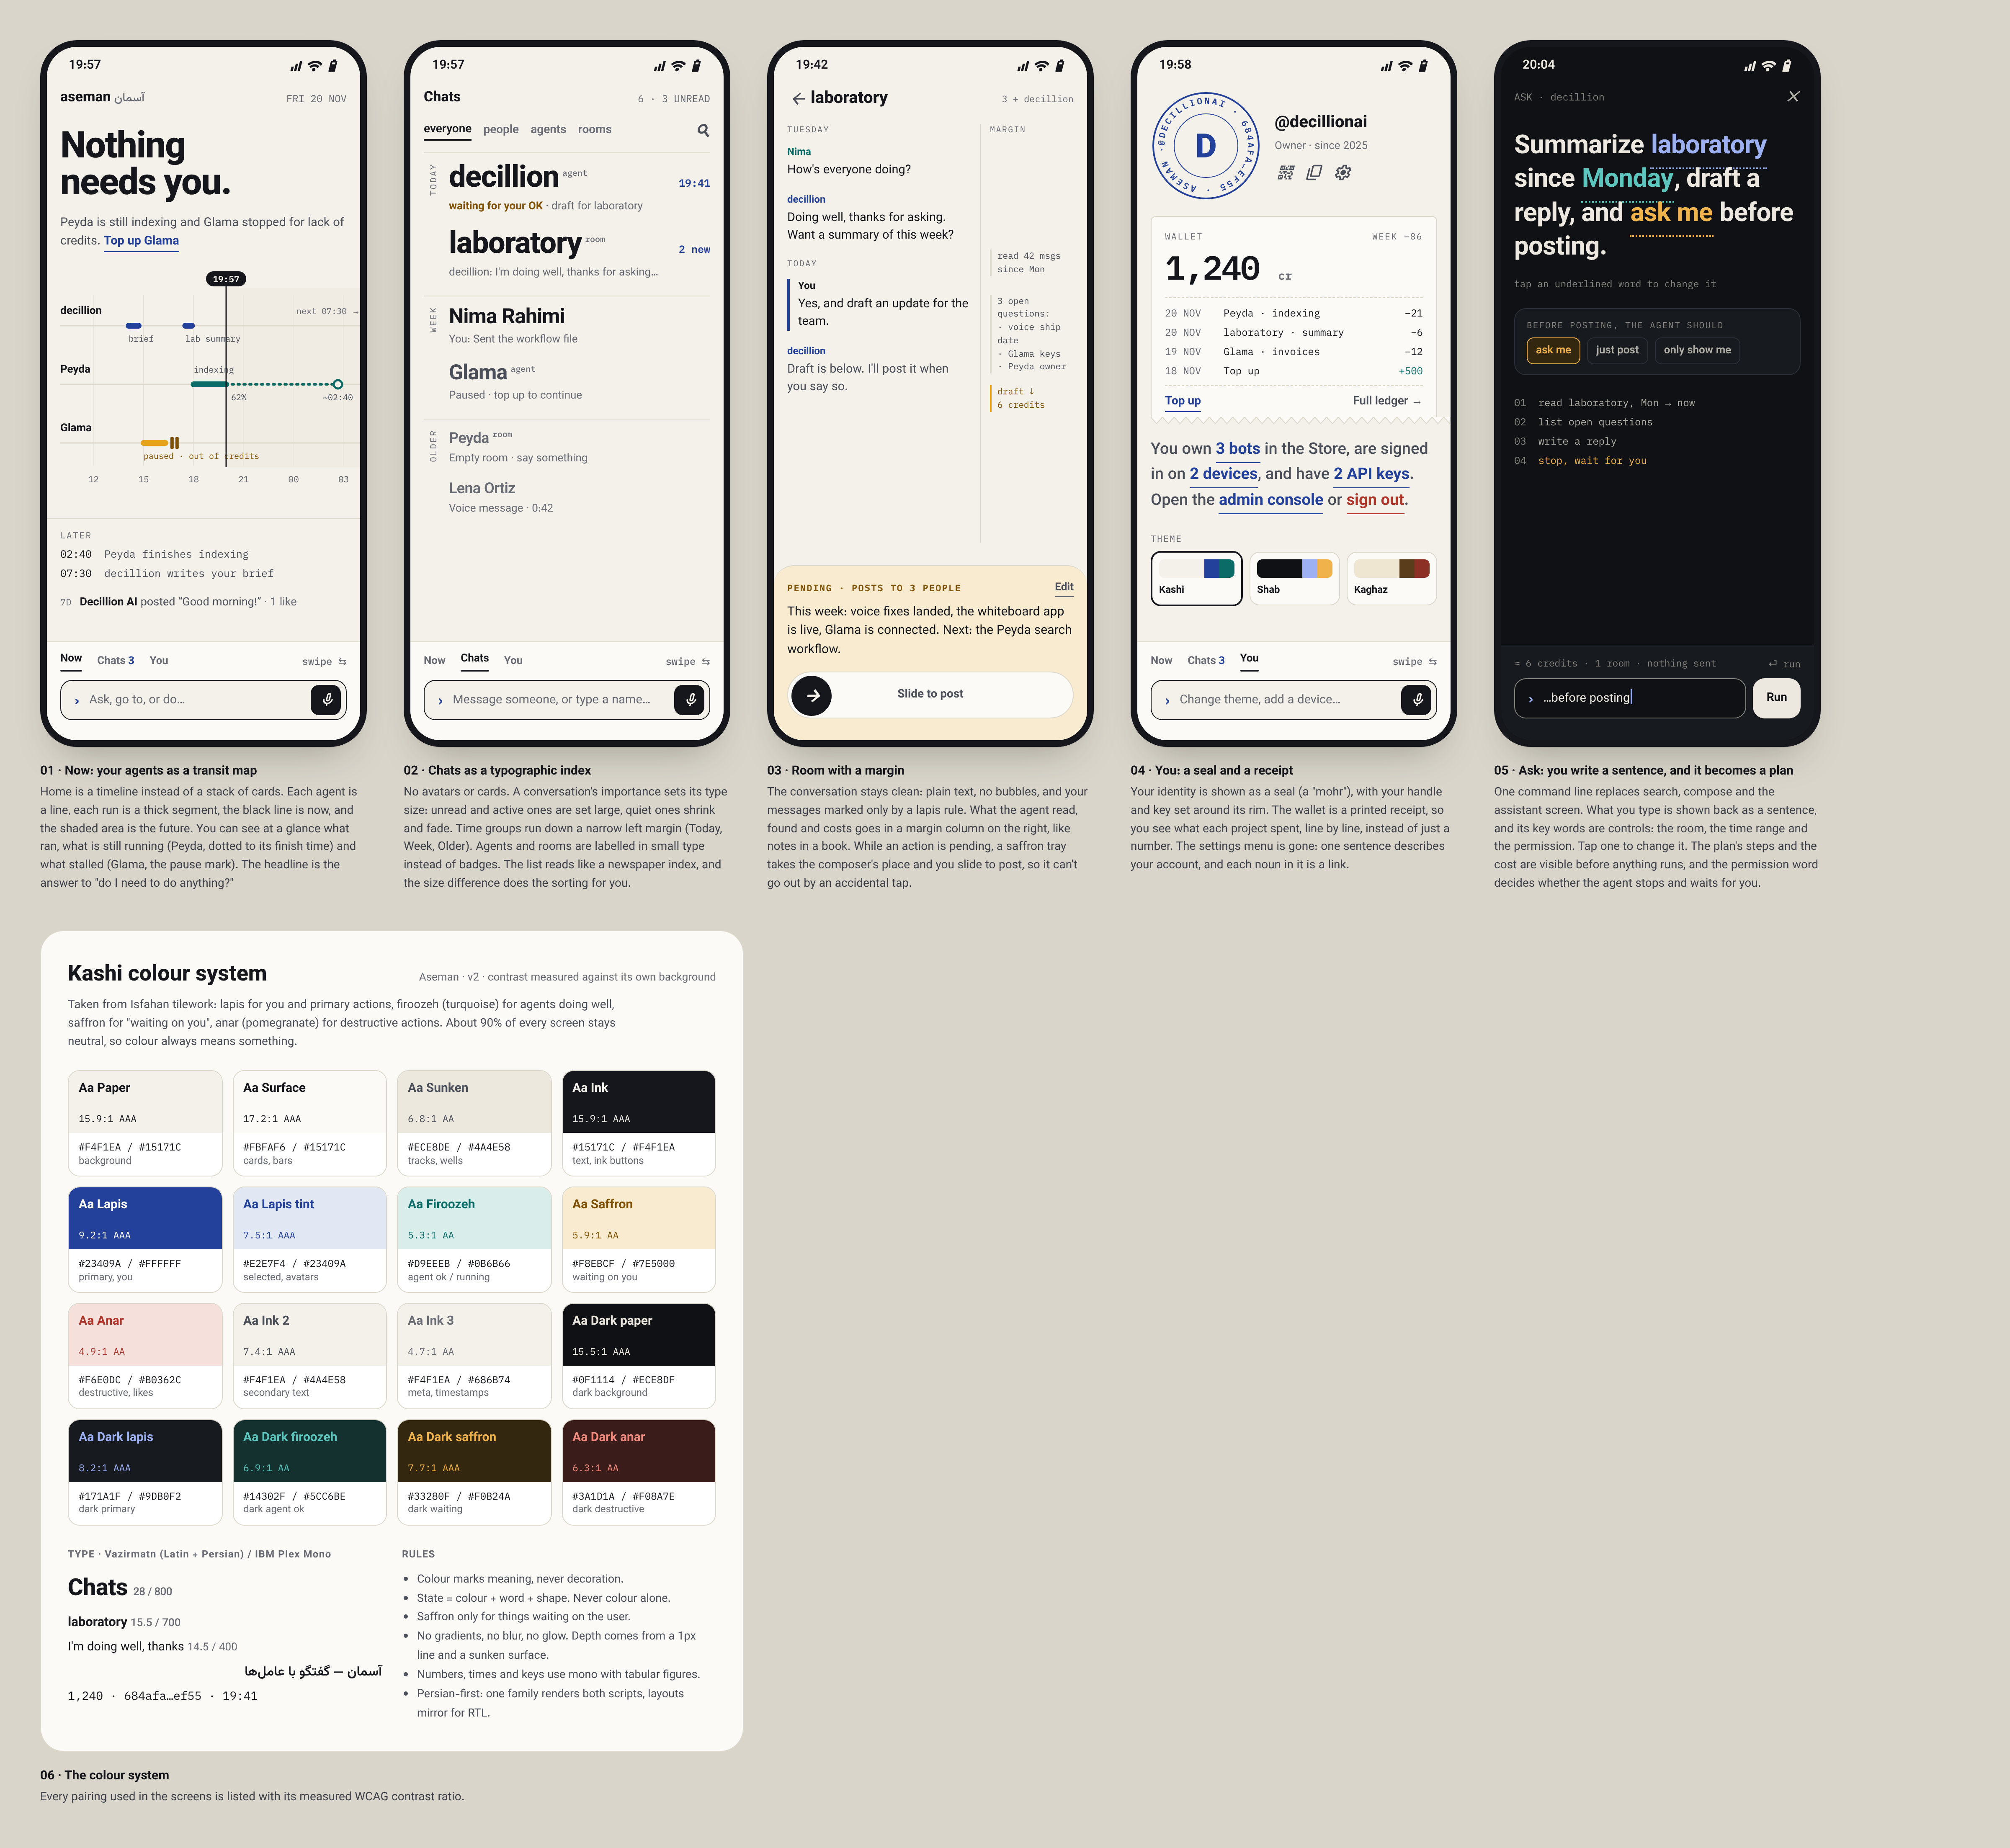 19:57
aseman آسمان
FRI 20 NOV
Nothing
needs you.
Peyda is still indexing and Glama stopped for lack of
credits. Top up Glama
19:57
decillion
next 07:30 →
brief
lab summary
Peyda
indexing
62%
~02:40
Glama
paused · out of credits
12 15 18 21 00 03
LATER
02:40 Peyda finishes indexing
07:30 decillion writes your brief
7D Decillion AI posted “Good morning!” · 1 like
Now Chats 3 You
swipe ⇆
› Ask, go to, or do…
01 · Now: your agents as a transit map
Home is a timeline instead of a stack of cards. Each agent is
a line, each run is a thick segment, the black line is now, and
the shaded area is the future. You can see at a glance what
ran, what is still running (Peyda, dotted to its finish time) and
what stalled (Glama, the pause mark). The headline is the
answer to "do I need to do anything?"
19:57
Chats
6 · 3 UNREAD
everyone people agents rooms
TODAY
decillion agent
19:41
waiting for your OK · draft for laboratory
laboratory room
2 new
decillion: I'm doing well, thanks for asking…
WEEK
Nima Rahimi
You: Sent the workflow file
Glama agent
Paused · top up to continue
OLDER
Peyda room
Empty room · say something
Lena Ortiz
Voice message · 0:42
Now Chats You
swipe ⇆
› Message someone, or type a name…
02 · Chats as a typographic index
No avatars or cards. A conversation's importance sets its type
size: unread and active ones are set large, quiet ones shrink
and fade. Time groups run down a narrow left margin (Today,
Week, Older). Agents and rooms are labelled in small type
instead of badges. The list reads like a newspaper index, and
the size difference does the sorting for you.
19:42
← laboratory
3 + decillion
TUESDAY
Nima
How's everyone doing?
decillion
Doing well, thanks for asking.
Want a summary of this week?
TODAY
You
Yes, and draft an update for the
team.
decillion
Draft is below. I'll post it when
you say so.
MARGIN
read 42 msgs
since Mon
3 open
questions:
· voice ship
date
· Glama keys
· Peyda owner
draft ↓
6 credits
PENDING · POSTS TO 3 PEOPLE
Edit
This week: voice fixes landed, the whiteboard app
is live, Glama is connected. Next: the Peyda search
workflow.
→ Slide to post
03 · Room with a margin
The conversation stays clean: plain text, no bubbles, and your
messages marked only by a lapis rule. What the agent read,
found and costs goes in a margin column on the right, like
notes in a book. While an action is pending, a saffron tray
takes the composer's place and you slide to post, so it can't
go out by an accidental tap.
19:58
· @DECILLIONAI · 684AFA…EF55 · ASEMAN
D
@decillionai
Owner · since 2025
WALLET
WEEK −86
1,240 cr
20 NOV Peyda · indexing −21
20 NOV laboratory · summary −6
19 NOV Glama · invoices −12
18 NOV Top up +500
Top up
Full ledger →
You own 3 bots in the Store, are signed
in on 2 devices, and have 2 API keys.
Open the admin console or sign out.
THEME
Kashi
Shab
Kaghaz
Now Chats 3 You
swipe ⇆
› Change theme, add a device…
04 · You: a seal and a receipt
Your identity is shown as a seal (a "mohr"), with your handle
and key set around its rim. The wallet is a printed receipt, so
you see what each project spent, line by line, instead of just a
number. The settings menu is gone: one sentence describes
your account, and each noun in it is a link.
20:04
ASK · decillion
Summarize laboratory
since Monday, draft a
reply, and ask me before
posting.
tap an underlined word to change it
BEFORE POSTING, THE AGENT SHOULD
ask me
just post
only show me
01 read laboratory, Mon → now
02 list open questions
03 write a reply
04 stop, wait for you
≈ 6 credits · 1 room · nothing sent
⏎ run
› …before posting
Run
05 · Ask: you write a sentence, and it becomes a plan
One command line replaces search, compose and the
assistant screen. What you type is shown back as a sentence,
and its key words are controls: the room, the time range and
the permission. Tap one to change it. The plan's steps and the
cost are visible before anything runs, and the permission word
decides whether the agent stops and waits for you.
Kashi colour system
Aseman · v2 · contrast measured against its own background
Taken from Isfahan tilework: lapis for you and primary actions, firoozeh (turquoise) for agents doing well,
saffron for "waiting on you", anar (pomegranate) for destructive actions. About 90% of every screen stays
neutral, so colour always means something.
Aa Paper
15.9:1 AAA
#F4F1EA / #15171C
background
Aa Surface
17.2:1 AAA
#FBFAF6 / #15171C
cards, bars
Aa Sunken
6.8:1 AA
#ECE8DE / #4A4E58
tracks, wells
Aa Ink
15.9:1 AAA
#15171C / #F4F1EA
text, ink buttons
Aa Lapis
9.2:1 AAA
#23409A / #FFFFFF
primary, you
Aa Lapis tint
7.5:1 AAA
#E2E7F4 / #23409A
selected, avatars
Aa Firoozeh
5.3:1 AA
#D9EEEB / #0B6B66
agent ok / running
Aa Saffron
5.9:1 AA
#F8EBCF / #7E5000
waiting on you
Aa Anar
4.9:1 AA
#F6E0DC / #B0362C
destructive, likes
Aa Ink 2
7.4:1 AAA
#F4F1EA / #4A4E58
secondary text
Aa Ink 3
4.7:1 AA
#F4F1EA / #686B74
meta, timestamps
Aa Dark paper
15.5:1 AAA
#0F1114 / #ECE8DF
dark background
Aa Dark lapis
8.2:1 AAA
#171A1F / #9DB0F2
dark primary
Aa Dark firoozeh
6.9:1 AA
#14302F / #5CC6BE
dark agent ok
Aa Dark saffron
7.7:1 AAA
#33280F / #F0B24A
dark waiting
Aa Dark anar
6.3:1 AA
#3A1D1A / #F08A7E
dark destructive
TYPE · Vazirmatn (Latin + Persian) / IBM Plex Mono
Chats 28 / 800
laboratory 15.5 / 700
I'm doing well, thanks 14.5 / 400
آسمان — گفتگو با عامل‌ها
1,240 · 684afa…ef55 · 19:41
RULES
• Colour marks meaning, never decoration.
• State = colour + word + shape. Never colour alone.
• Saffron only for things waiting on the user.
• No gradients, no blur, no glow. Depth comes from a 1px
line and a sunken surface.
• Numbers, times and keys use mono with tabular figures.
• Persian-first: one family renders both scripts, layouts
mirror for RTL.
06 · The colour system
Every pairing used in the screens is listed with its measured WCAG contrast ratio.